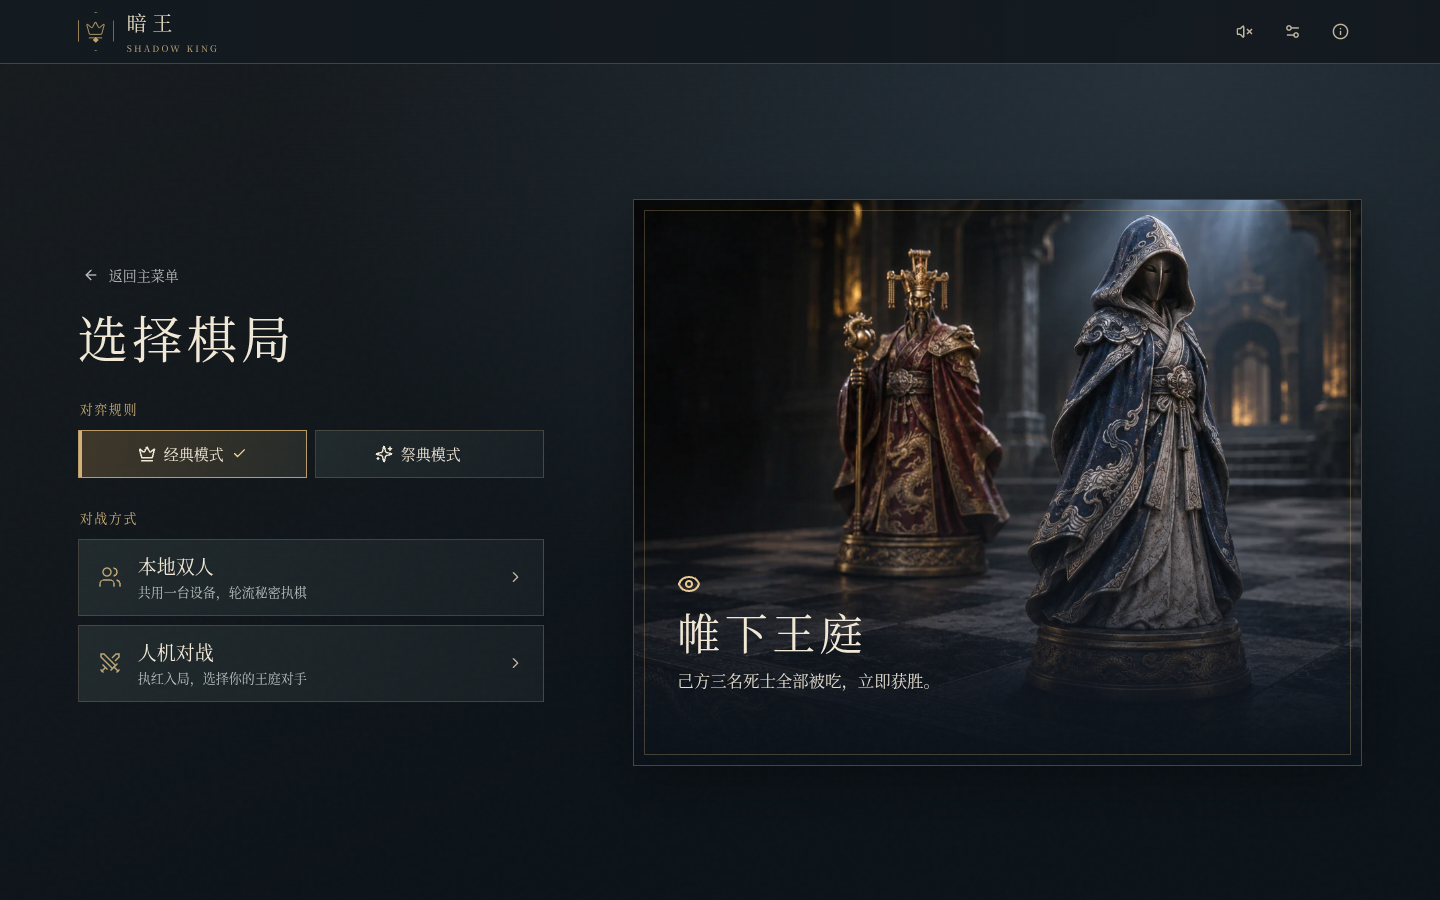 暗王
SHADOW KING
返回主菜单
选择棋局
对弈规则
经典模式
祭典模式
对战方式
本地双人
共用一台设备，轮流秘密执棋
人机对战
执红入局，选择你的王庭对手
帷下王庭
己方三名死士全部被吃，立即获胜。